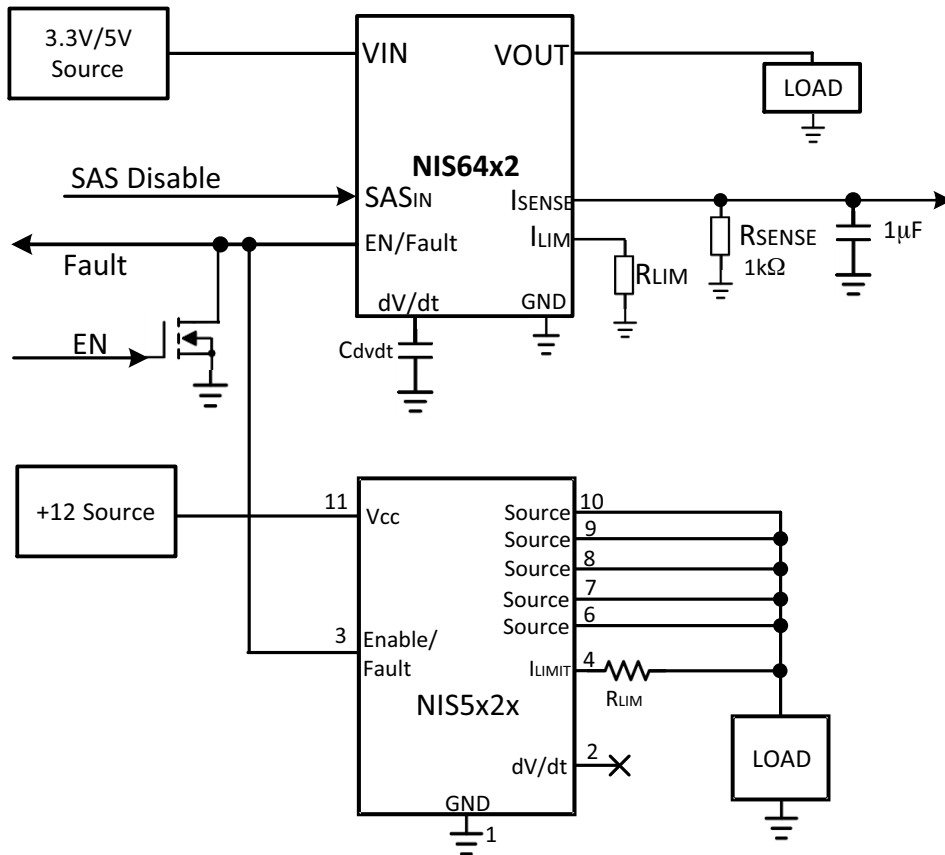 3.3V/5V
Source
VIN
VOUT
LOAD
NIS64x2
SAS Disable
SASIN
ISENSE
EN/Fault
ILIM
Fault
RLIM
RSENSE
1kΩ
1μF
dV/dt
GND
EN
Cdvdt
+12 Source
11
Vcc
Source
10
Source
9
Source
8
Source
7
Source
6
3
Enable/
Fault
ILIMIT
4
RLIM
NIS5x2x
dV/dt
2
LOAD
GND
1